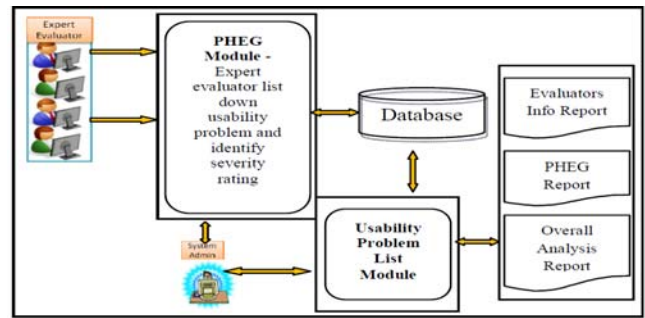 Expert
Evaluator
PHEG
Module -
Expert
evaluator list
down
usability
problem and
identify
severity
rating
Database
Evaluators
Info Report
PHEG
Report
Overall
Analysis
Report
System
Admin
Usability
Problem
List
Module